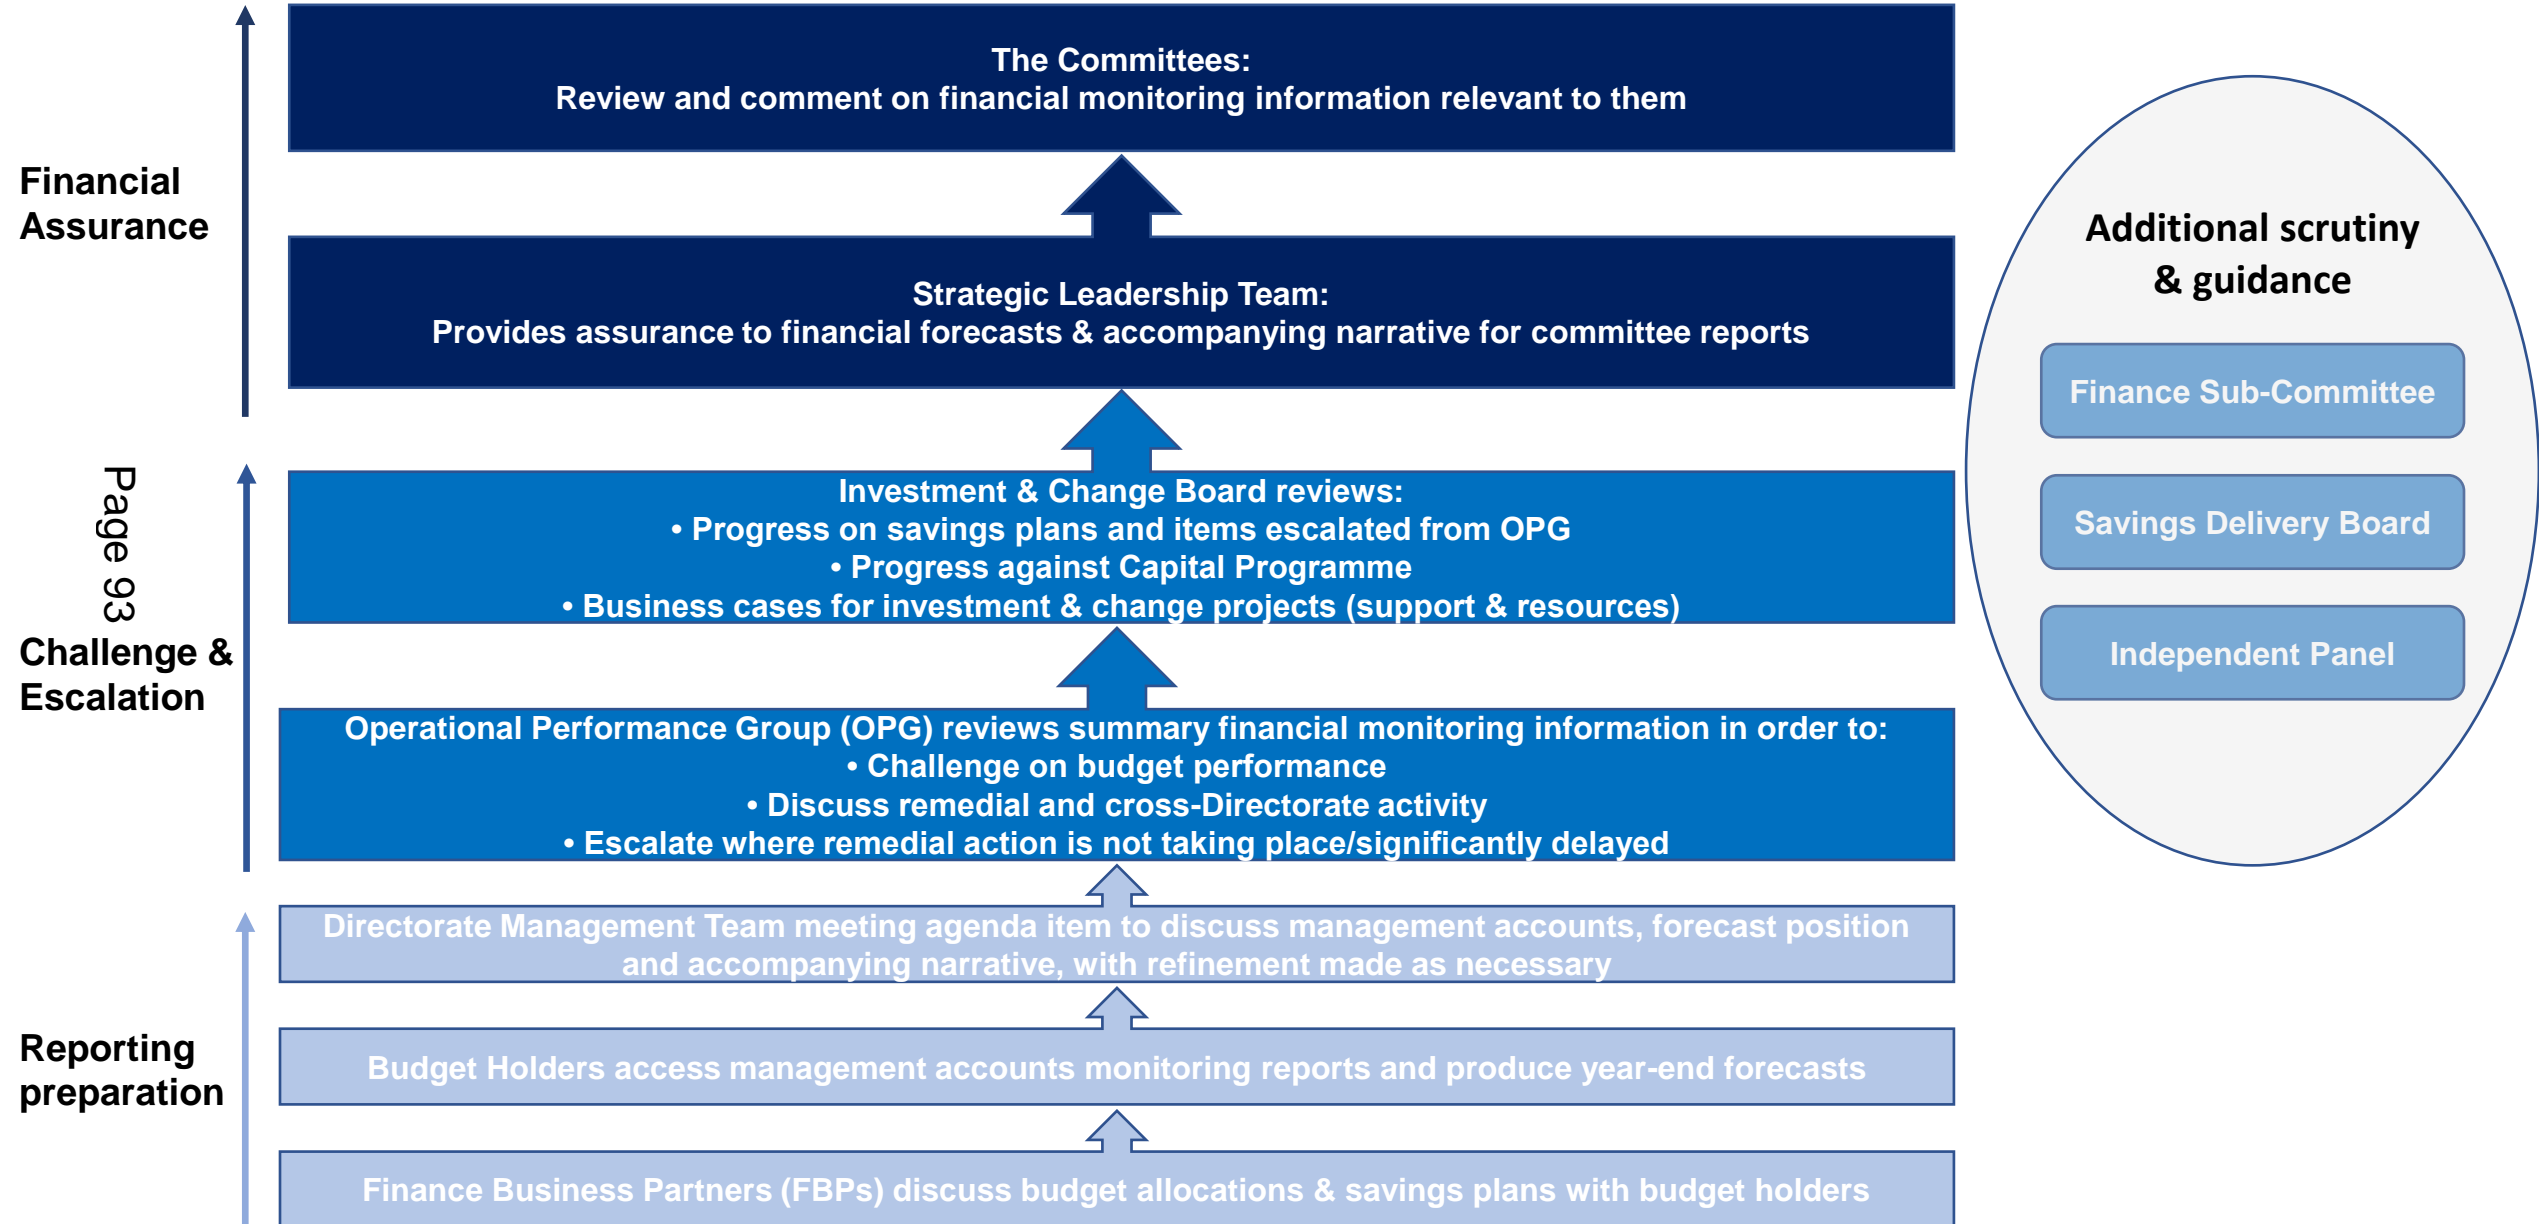 The Committees:
Review and comment on financial monitoring information relevant to them
Financial
Assurance
Strategic Leadership Team:
Provides assurance to financial forecasts & accompanying narrative for committee reports
Page 93
Challenge &
Escalation
Investment & Change Board reviews:
• Progress on savings plans and items escalated from OPG
• Progress against Capital Programme
• Business cases for investment & change projects (support & resources)
Operational Performance Group (OPG) reviews summary financial monitoring information in order to:
• Challenge on budget performance
• Discuss remedial and cross-Directorate activity
• Escalate where remedial action is not taking place/significantly delayed
Directorate Management Team meeting agenda item to discuss management accounts, forecast position
and accompanying narrative, with refinement made as necessary
Reporting
preparation
Budget Holders access management accounts monitoring reports and produce year-end forecasts
Finance Business Partners (FBPs) discuss budget allocations & savings plans with budget holders
Additional scrutiny
& guidance
Finance Sub-Committee
Savings Delivery Board
Independent Panel